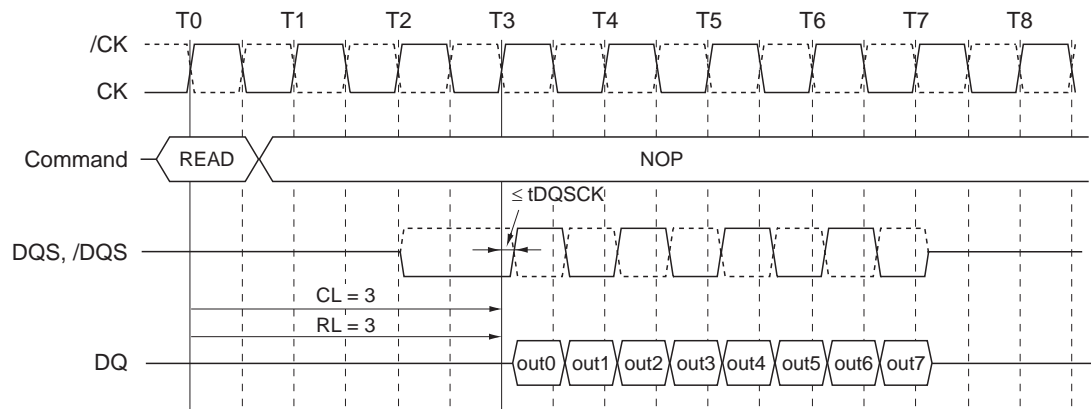 T0 T1 T2 T3 T4 T5 T6 T7 T8
/CK
CK
Command READ NOP
≤ tDQSCK
DQS, /DQS
CL = 3
RL = 3
DQ out0 out1 out2 out3 out4 out5 out6 out7